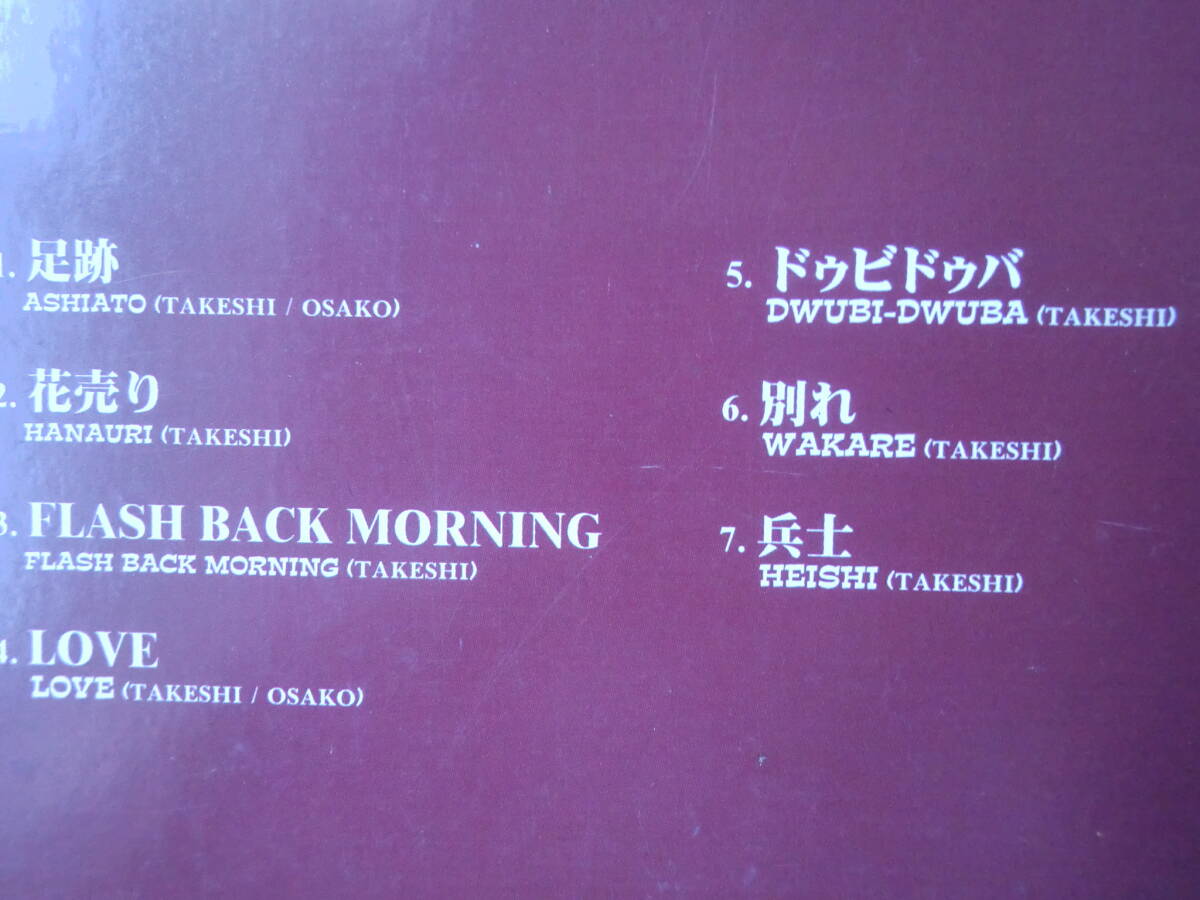 1. 足跡
ASHIATO (TAKESHI / OSAKO)
2. 花売り
HANAURI (TAKESHI)
3. FLASH BACK MORNING
FLASH BACK MORNING (TAKESHI)
4. LOVE
LOVE (TAKESHI / OSAKO)
5. ドゥビドゥバ
DWUBI-DWUBA (TAKESHI)
6. 別れ
WAKARE (TAKESHI)
7. 兵士
HEISHI (TAKESHI)